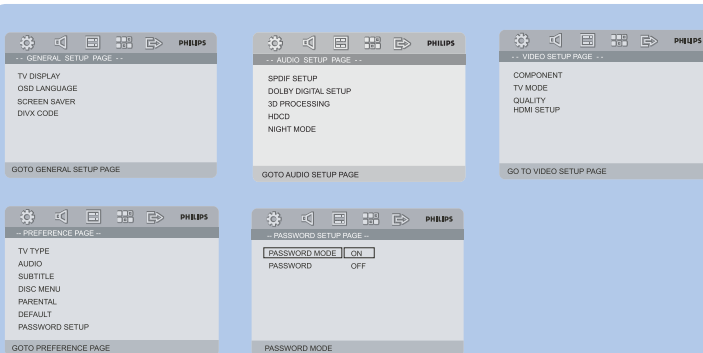 PHILIPS
-- GENERAL SETUP PAGE --
TV DISPLAY
OSD LANGUAGE
SCREEN SAVER
DIVX CODE
GOTO GENERAL SETUP PAGE
PHILIPS
-- AUDIO SETUP PAGE --
SPDIF SETUP
DOLBY DIGITAL SETUP
3D PROCESSING
HDCD
NIGHT MODE
GOTO AUDIO SETUP PAGE
PHILIPS
-- VIDEO SETUP PAGE --
COMPONENT
TV MODE
QUALITY
HDMI SETUP
GO TO VIDEO SETUP PAGE
PHILIPS
-- PREFERENCE PAGE --
TV TYPE
AUDIO
SUBTITLE
DISC MENU
PARENTAL
DEFAULT
PASSWORD SETUP
GOTO PREFERENCE PAGE
PHILIPS
-- PASSWORD SETUP PAGE --
PASSWORD MODE ON
PASSWORD OFF
PASSWORD MODE